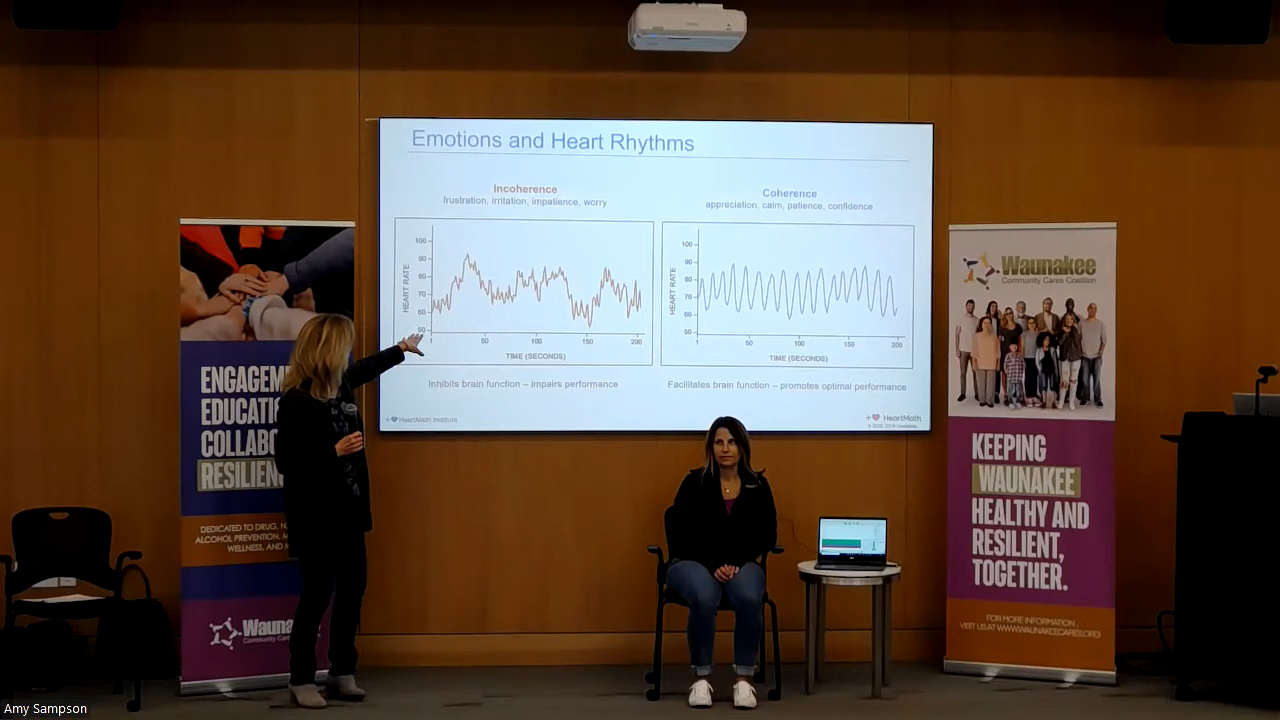 Emotions and Heart Rhythms
Incoherence
frustration, irritation, impatience, worry
100
90
80
70
60
50
HEART RATE
1 50 100 150 200
TIME (SECONDS)
Inhibits brain function – impairs performance
HeartMath Institute
Coherence
appreciation, calm, patience, confidence
100
90
80
70
60
50
HEART RATE
1 50 100 150 200
TIME (SECONDS)
Facilitates brain function – promotes optimal performance
HeartMath
EDUCATI
COLLABO
RESILIEN
DEDICATED TO DRUG,
ALCOHOL PREVENTION,
WELLNESS, AND
Wauna
Community
Waunakee
Community Cares Coalition
KEEPING
WAUNAKEE
HEALTHY AND
RESILIENT,
TOGETHER.
FOR MORE INFORMATION,
VISIT US AT WWW.WAUNAKEECARES.ORG
Amy Sampson